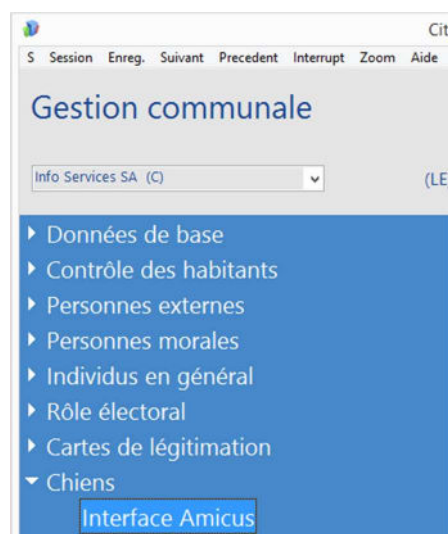 Cit
S Session Enreg. Suivant Precedent Interrupt Zoom Aide
Gestion communale
Info Services SA (C)
(LE
Données de base
Contrôle des habitants
Personnes externes
Personnes morales
Individus en général
Rôle électoral
Cartes de légitimation
Chiens
Interface Amicus